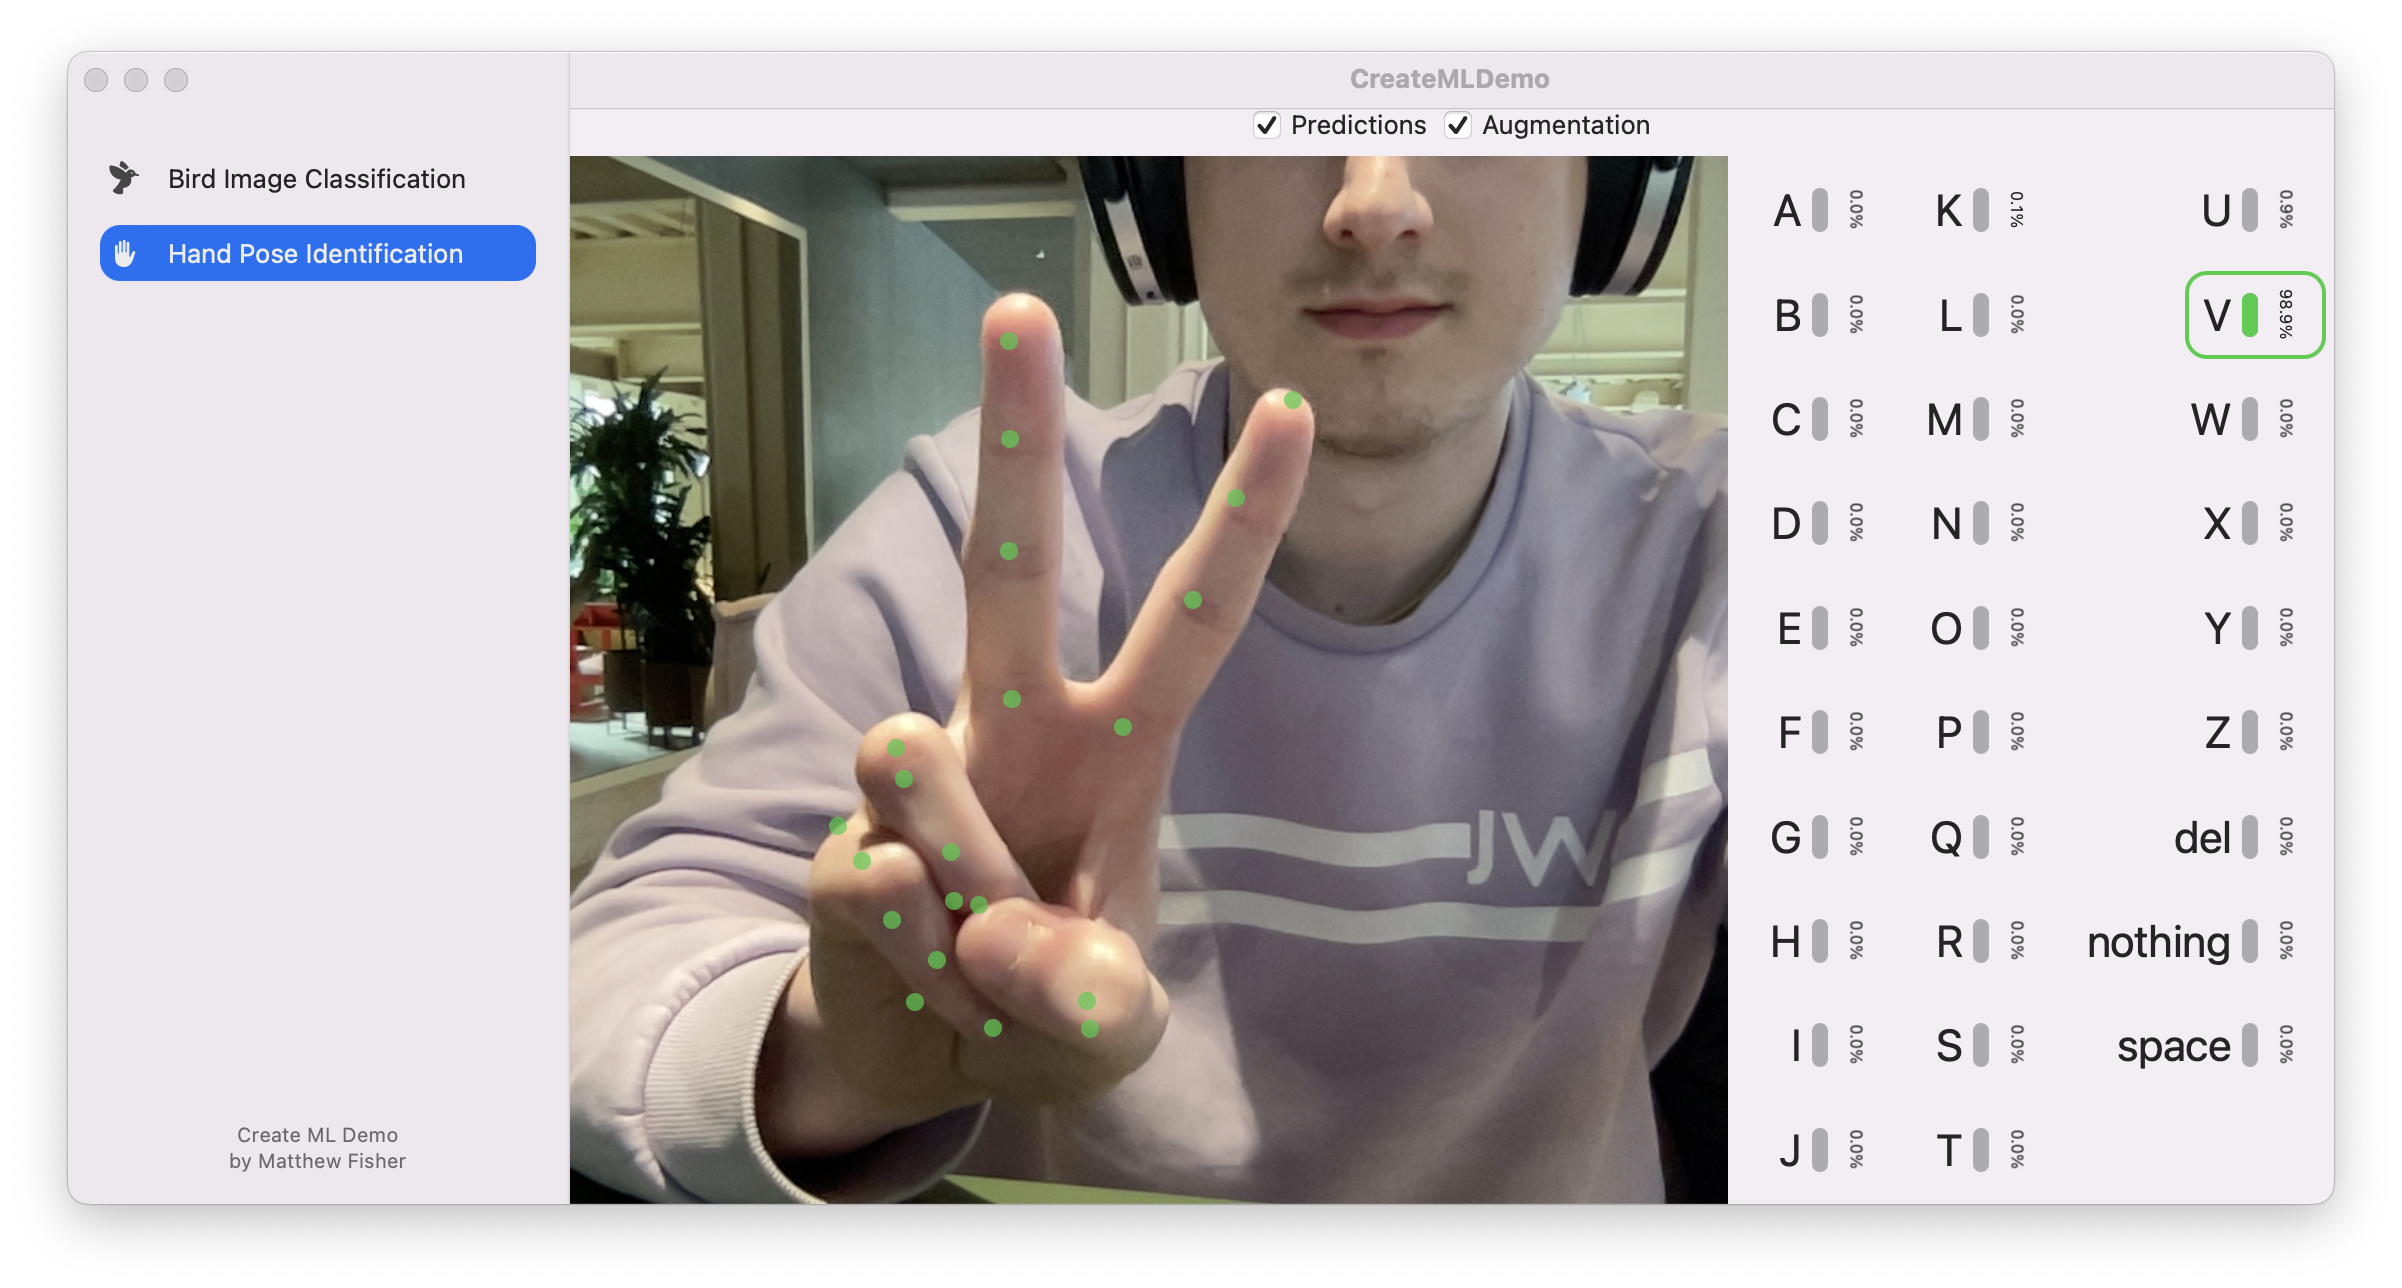 CreateMLDemo
Predictions
Augmentation
Bird Image Classification
Hand Pose Identification
Create ML Demo
by Matthew Fisher
JW
A 0.0%
B 0.0%
C 0.0%
D 0.0%
E 0.0%
F 0.0%
G 0.0%
H 0.0%
I 0.0%
J 0.0%
K 0.1%
L 0.0%
M 0.0%
N 0.0%
O 0.0%
P 0.0%
Q 0.0%
R 0.0%
S 0.0%
T 0.0%
U 0.9%
V 98.9%
W 0.0%
X 0.0%
Y 0.0%
Z 0.0%
del 0.0%
nothing 0.0%
space 0.0%